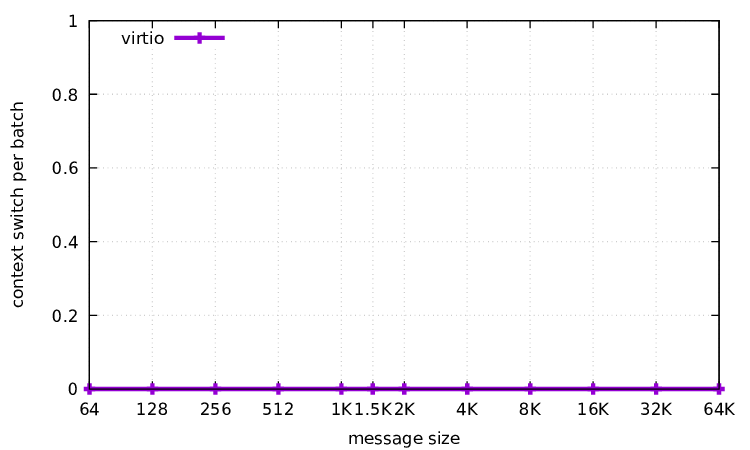 1
virtio
0.8
0.6
0.4
0.2
0
context switch per batch
64 128 256 512 1K 1.5K 2K 4K 8K 16K 32K 64K
message size